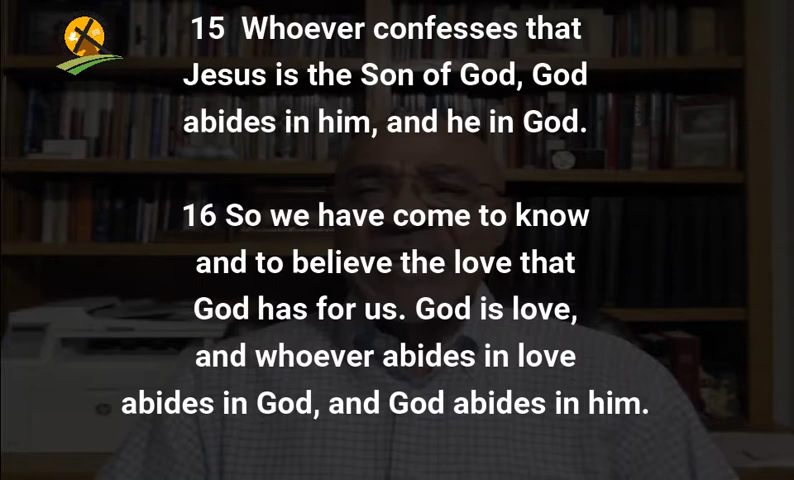 15  Whoever confesses that
Jesus is the Son of God, God
abides in him, and he in God.
16 So we have come to know
and to believe the love that
God has for us. God is love,
and whoever abides in love
abides in God, and God abides in him.